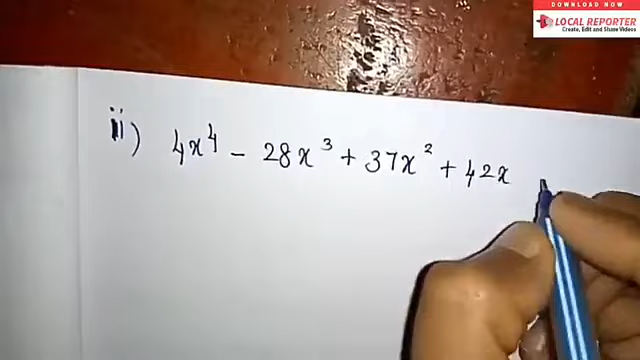 DOWNLOAD NOW
LOCAL REPORTER
Create, Edit and Share Videos
ii) 4x⁴ - 28x³ + 37x² + 42x